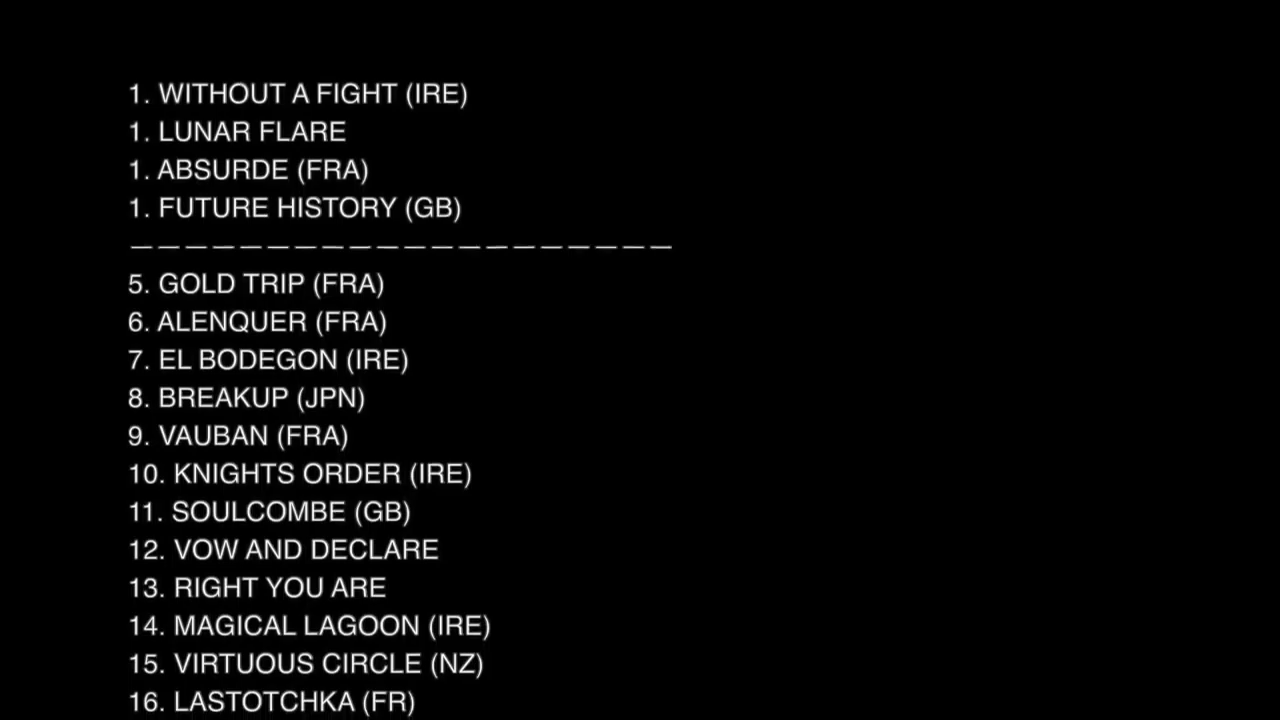 1. WITHOUT A FIGHT (IRE)
1. LUNAR FLARE
1. ABSURDE (FRA)
1. FUTURE HISTORY (GB)
————————————————————
5. GOLD TRIP (FRA)
6. ALENQUER (FRA)
7. EL BODEGON (IRE)
8. BREAKUP (JPN)
9. VAUBAN (FRA)
10. KNIGHTS ORDER (IRE)
11. SOULCOMBE (GB)
12. VOW AND DECLARE
13. RIGHT YOU ARE
14. MAGICAL LAGOON (IRE)
15. VIRTUOUS CIRCLE (NZ)
16. LASTOTCHKA (FR)